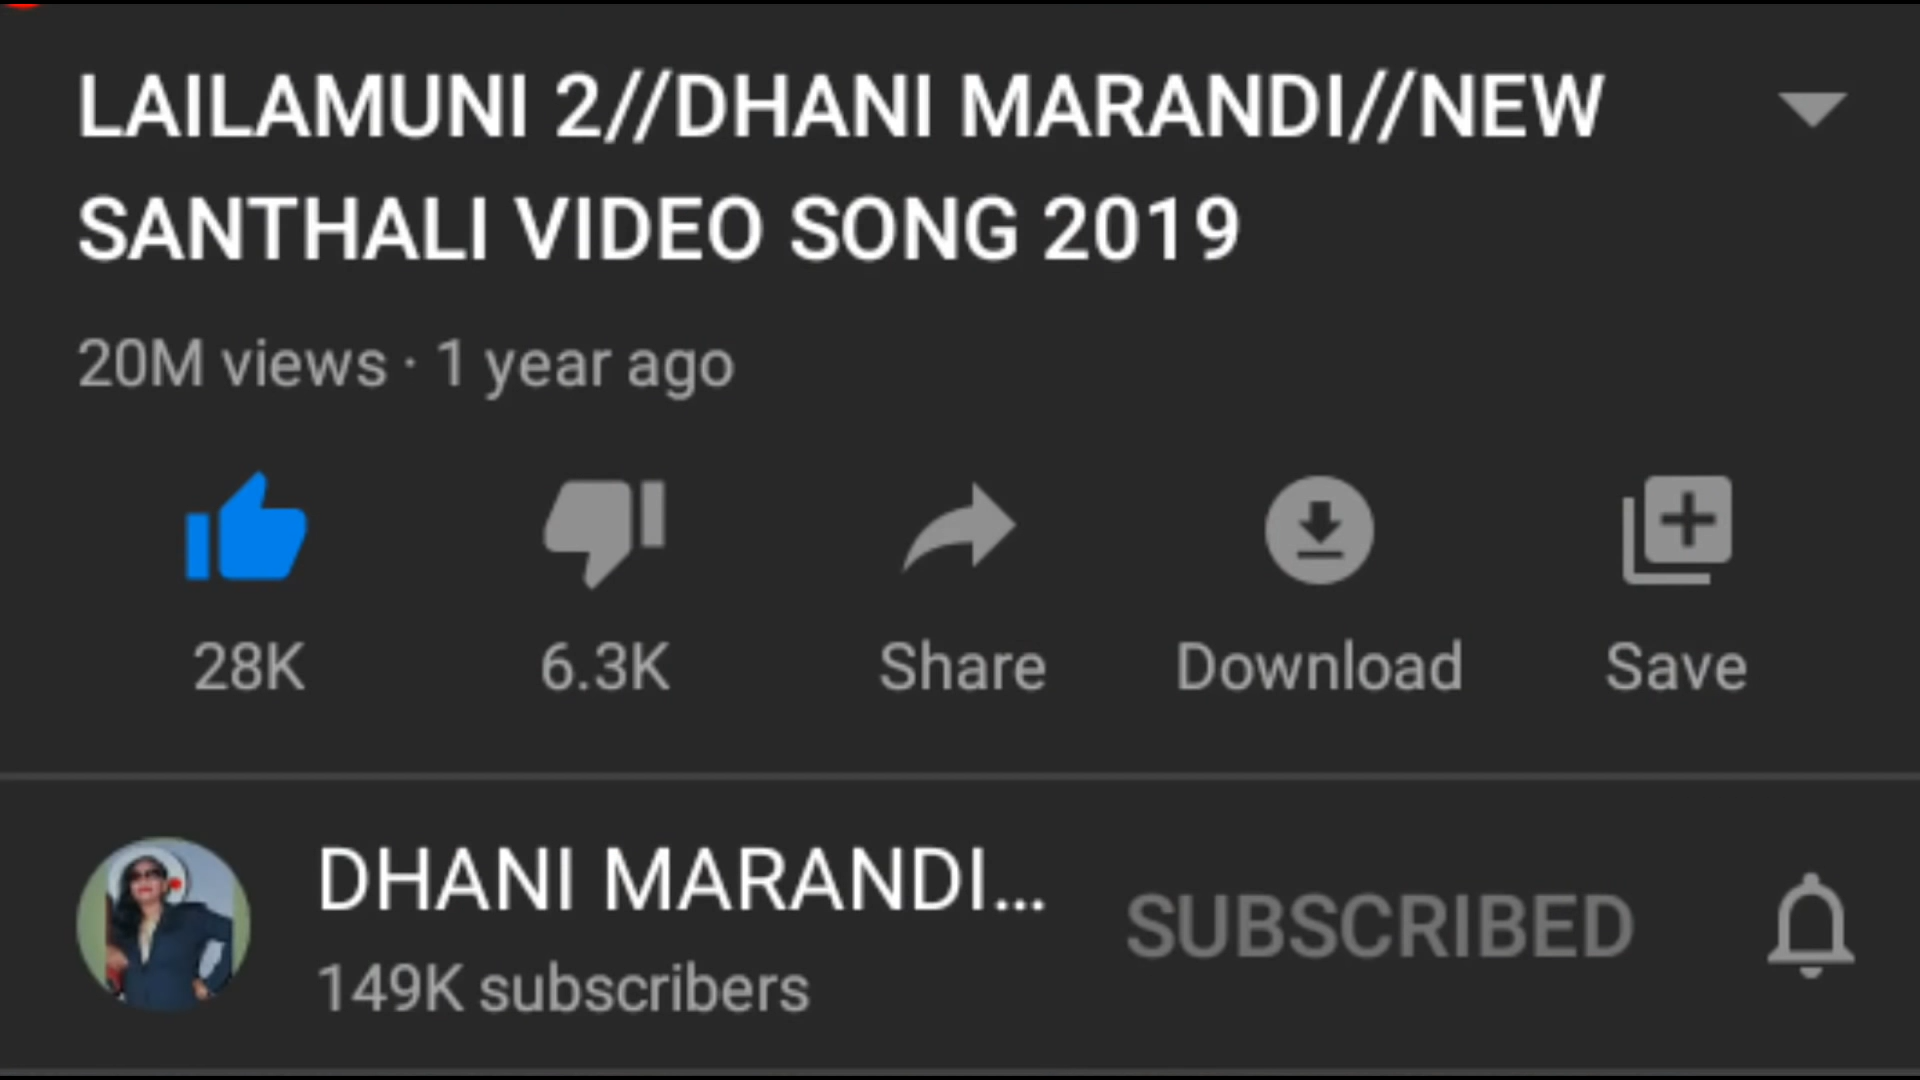 LAILAMUNI 2//DHANI MARANDI//NEW
SANTHALI VIDEO SONG 2019
20M views · 1 year ago
28K 6.3K Share Download Save
DHANI MARANDI... SUBSCRIBED
149K subscribers